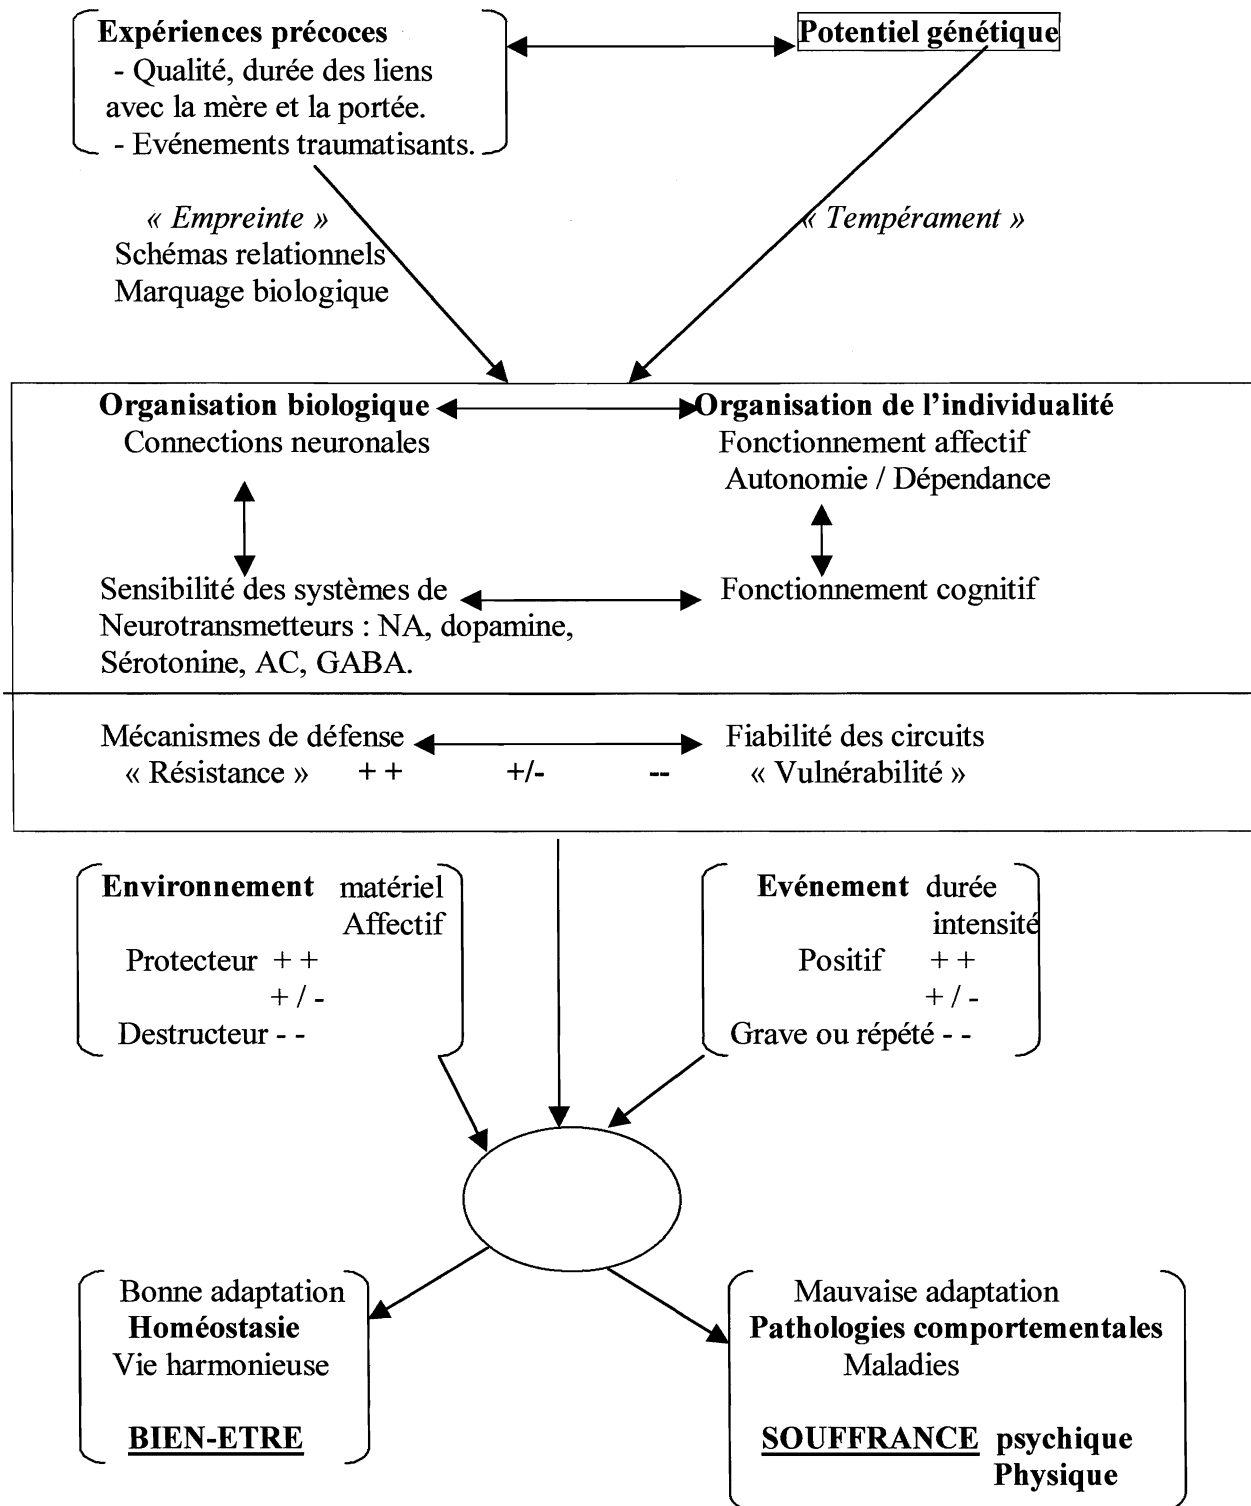 Expériences précoces
- Qualité, durée des liens
avec la mère et la portée.
- Evénements traumatisants.
Potentiel génétique
« Empreinte »
Schémas relationnels
Marquage biologique
« Tempérament »
Organisation biologique
Connections neuronales
Organisation de l'individualité
Fonctionnement affectif
Autonomie / Dépendance
Sensibilité des systèmes de
Neurotransmetteurs : NA, dopamine,
Sérotonine, AC, GABA.
Fonctionnement cognitif
Mécanismes de défense
« Résistance » + + +/- --
Fiabilité des circuits
« Vulnérabilité »
Environnement matériel
Affectif
Protecteur + +
+ / -
Destructeur - -
Evénement durée
intensité
Positif + +
+ / -
Grave ou répété - -
Bonne adaptation
Homéostasie
Vie harmonieuse
BIEN-ETRE
Mauvaise adaptation
Pathologies comportementales
Maladies
SOUFFRANCE psychique
Physique